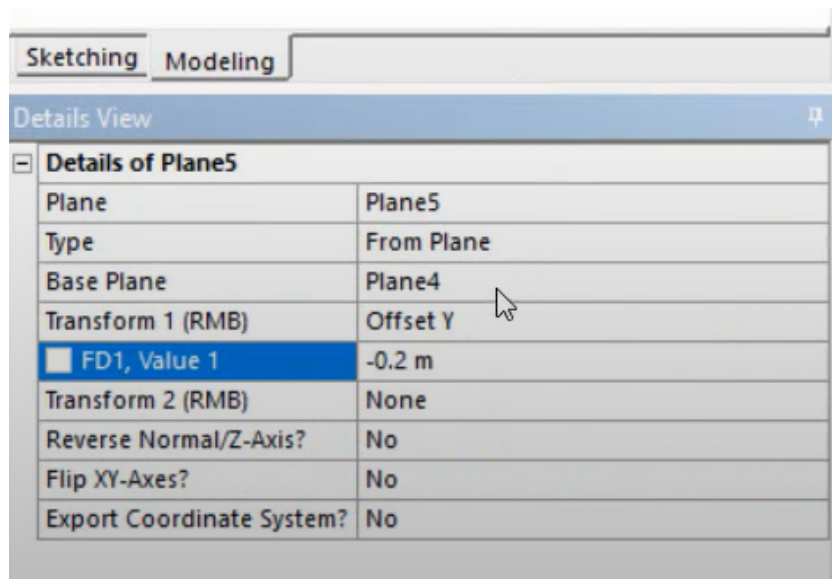 Sketching Modeling
Details View
Details of Plane5
Plane Plane5
Type From Plane
Base Plane Plane4
Transform 1 (RMB) Offset Y
FD1, Value 1 -0.2 m
Transform 2 (RMB) None
Reverse Normal/Z-Axis? No
Flip XY-Axes? No
Export Coordinate System? No